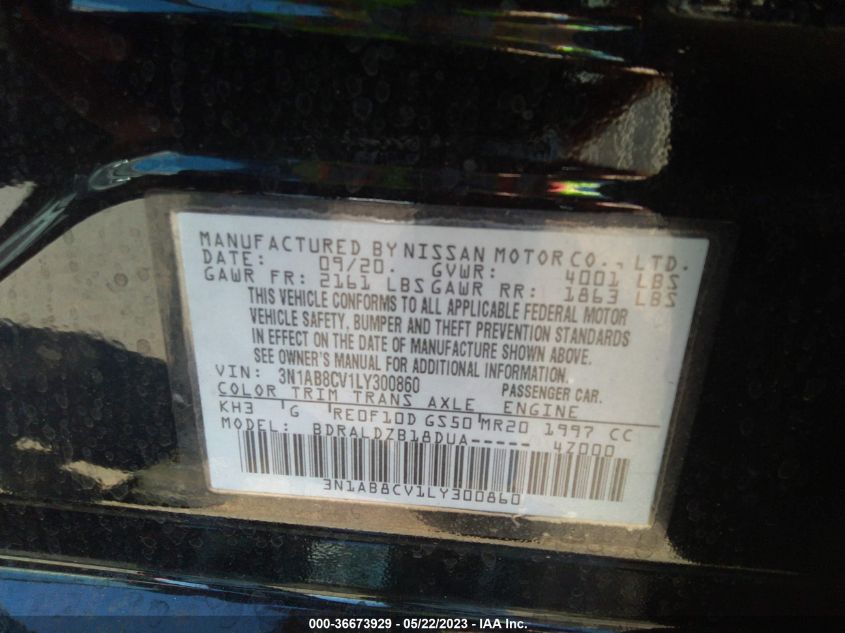 MANUFACTURED BY NISSAN MOTOR CO., LTD.
DATE: 09/20. GVWR: 4001 LBS
GAWR FR: 2161 LBS GAWR RR: 1863 LBS
THIS VEHICLE CONFORMS TO ALL APPLICABLE FEDERAL MOTOR
VEHICLE SAFETY, BUMPER AND THEFT PREVENTION STANDARDS
IN EFFECT ON THE DATE OF MANUFACTURE SHOWN ABOVE.
SEE OWNER'S MANUAL FOR ADDITIONAL INFORMATION.
VIN: 3N1AB8CV1LY300860 PASSENGER CAR.
COLOR TRIM TRANS AXLE ENGINE
KH3 G RE0F10D GS50 MR20 1997 CC
MODEL: BDRALDZB18DUA----- 4Z000
3N1AB8CV1LY300860
000-36673929 - 05/22/2023 - IAA Inc.